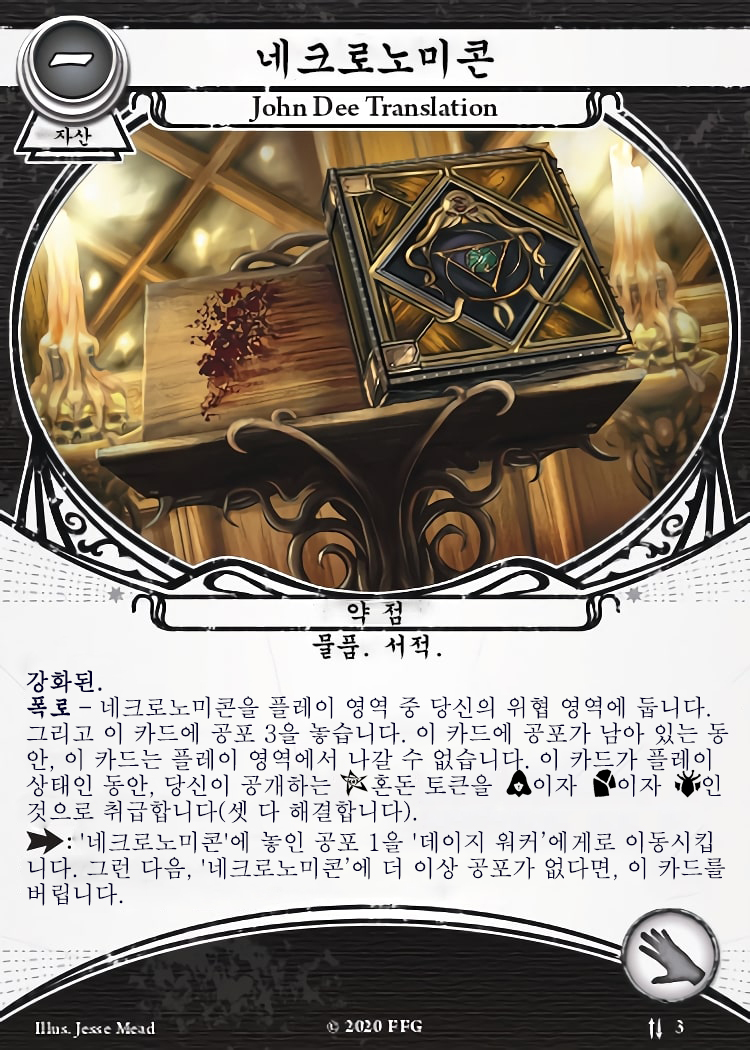 네크로노미콘
John Dee Translation
자산
약 점
물품. 서적.
강화된.
폭로 – 네크로노미콘을 플레이 영역 중 당신의 위협 영역에 둡니다.
그리고 이 카드에 공포 3을 놓습니다. 이 카드에 공포가 남아 있는 동
안, 이 카드는 플레이 영역에서 나갈 수 없습니다. 이 카드가 플레이
상태인 동안, 당신이 공개하는 혼돈 토큰을 이자 이자 인
것으로 취급합니다(셋 다 해결합니다).
: '네크로노미콘'에 놓인 공포 1을 '데이지 워커'에게로 이동시킵
니다. 그런 다음, '네크로노미콘'에 더 이상 공포가 없다면, 이 카드를
버립니다.
Illus. Jesse Mead
© 2020 FFG
3